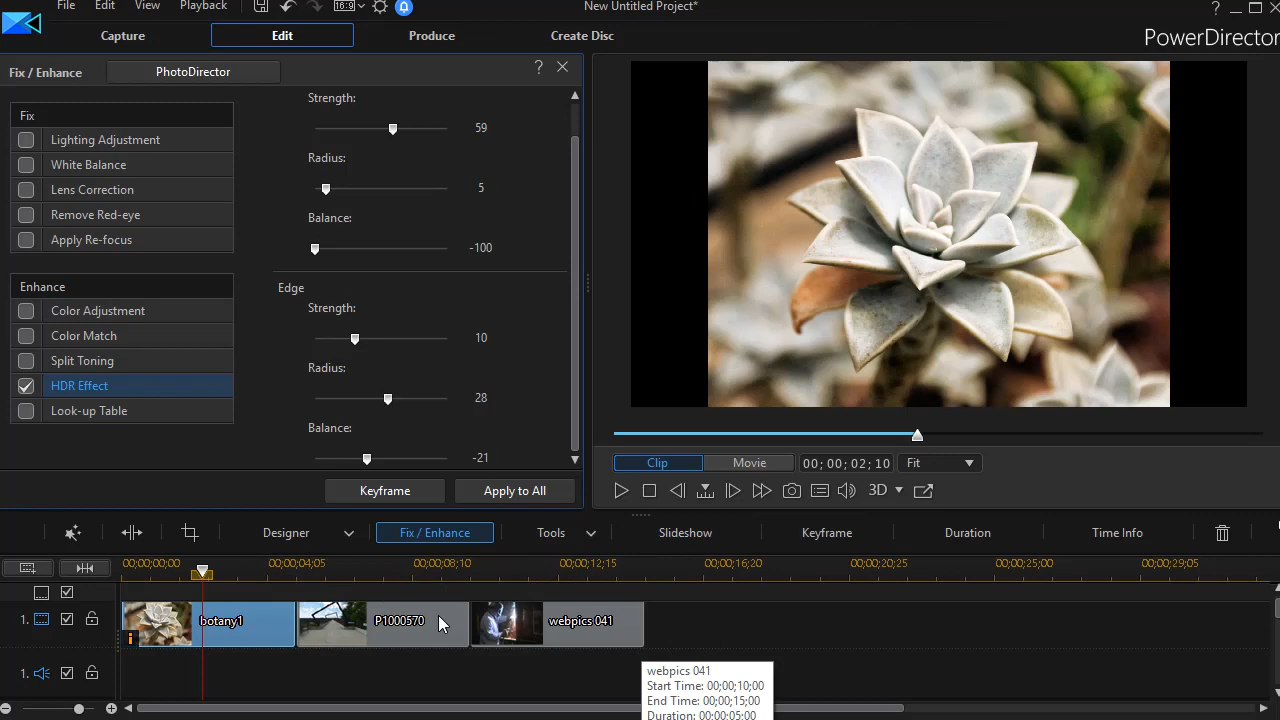 File Edit View Playback 16:9 New Untitled Project* ?
Capture Edit Produce Create Disc PowerDirector
Fix / Enhance PhotoDirector ?
Fix
Lighting Adjustment
White Balance
Lens Correction
Remove Red-eye
Apply Re-focus
Enhance
Color Adjustment
Color Match
Split Toning
HDR Effect
Look-up Table
Strength:
59
Radius:
5
Balance:
-100
Edge
Strength:
10
Radius:
28
Balance:
-21
Keyframe Apply to All
Clip Movie 00; 00; 02; 10 Fit
3D
Designer Fix / Enhance Tools Slideshow Keyframe Duration Time Info
00;00;00;00 00;00;04;05 00;00;08;10 00;00;12;15 00;00;16;20 00;00;20;25 00;00;25;00 00;00;29;05
1. botany1 P1000570 webpics 041
i
1.
webpics 041
Start Time: 00;00;10;00
End Time: 00;00;15;00
Duration: 00;00;05;00